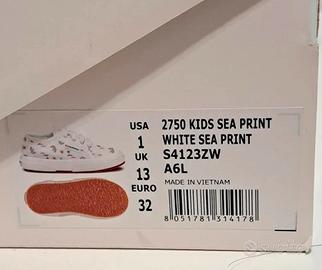 USA
1
UK
13
EURO
32
2750 KIDS SEA PRINT
WHITE SEA PRINT
S4123ZW
A6L
MADE IN VIETNAM
8051781314178
subito